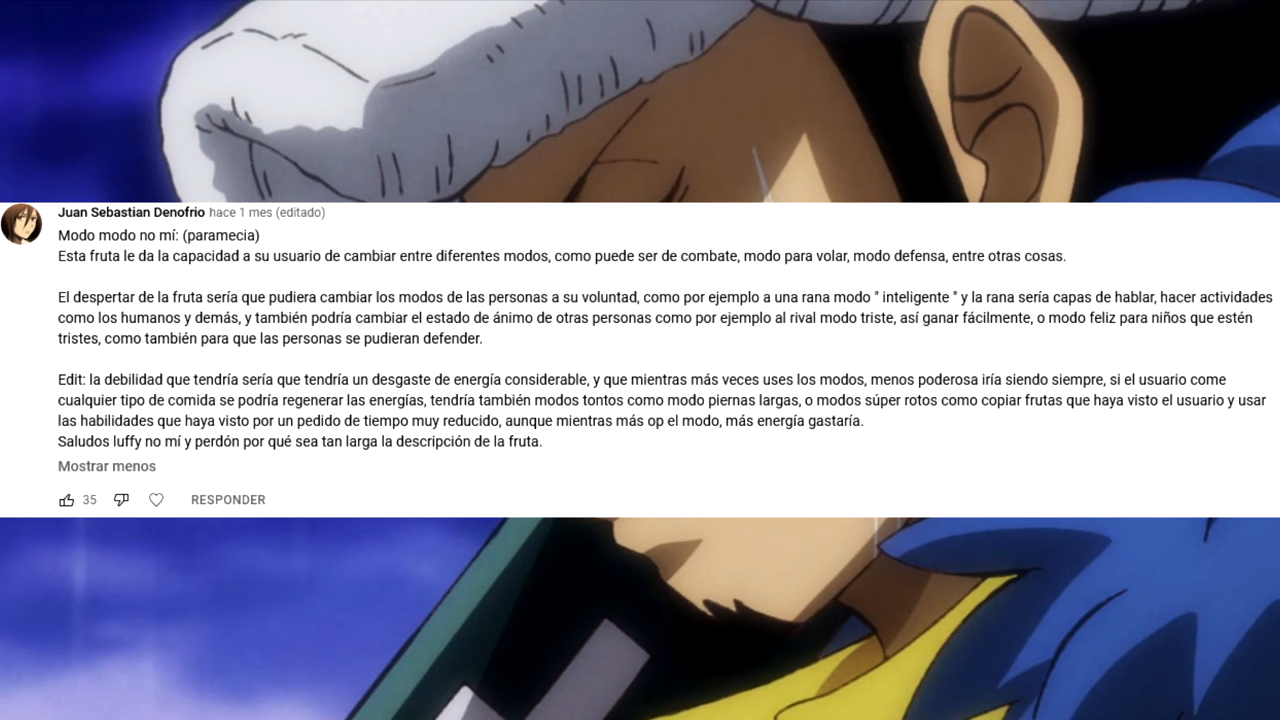 Juan Sebastian Denofrio hace 1 mes (editado)
Modo modo no mí: (paramecia)
Esta fruta le da la capacidad a su usuario de cambiar entre diferentes modos, como puede ser de combate, modo para volar, modo defensa, entre otras cosas.
El despertar de la fruta sería que pudiera cambiar los modos de las personas a su voluntad, como por ejemplo a una rana modo " inteligente " y la rana sería capas de hablar, hacer actividades
como los humanos y demás, y también podría cambiar el estado de ánimo de otras personas como por ejemplo al rival modo triste, así ganar fácilmente, o modo feliz para niños que estén
tristes, como también para que las personas se pudieran defender.
Edit: la debilidad que tendría sería que tendría un desgaste de energía considerable, y que mientras más veces uses los modos, menos poderosa iría siendo siempre, si el usuario come
cualquier tipo de comida se podría regenerar las energías, tendría también modos tontos como modo piernas largas, o modos súper rotos como copiar frutas que haya visto el usuario y usar
las habilidades que haya visto por un pedido de tiempo muy reducido, aunque mientras más op el modo, más energía gastaría.
Saludos luffy no mí y perdón por qué sea tan larga la descripción de la fruta.
Mostrar menos
35 RESPONDER